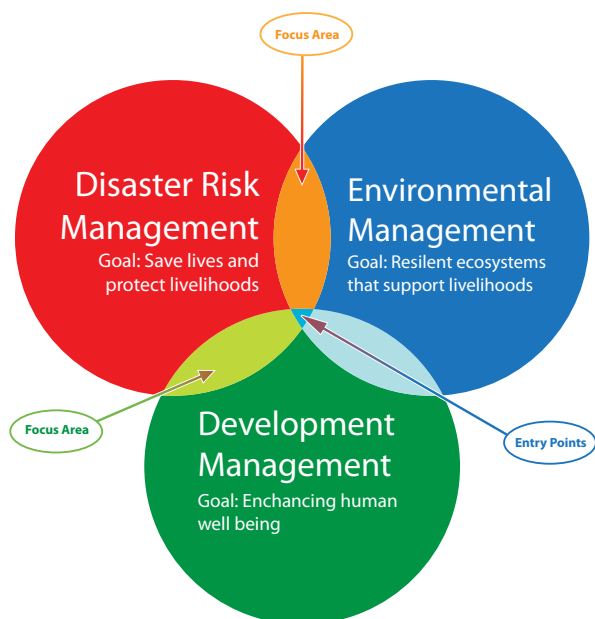 Focus Area
Disaster Risk
Management
Goal: Save lives and
protect livelihoods
Environmental
Management
Goal: Resilent ecosystems
that support livelihoods
Focus Area
Development
Management
Goal: Enchancing human
well being
Entry Points